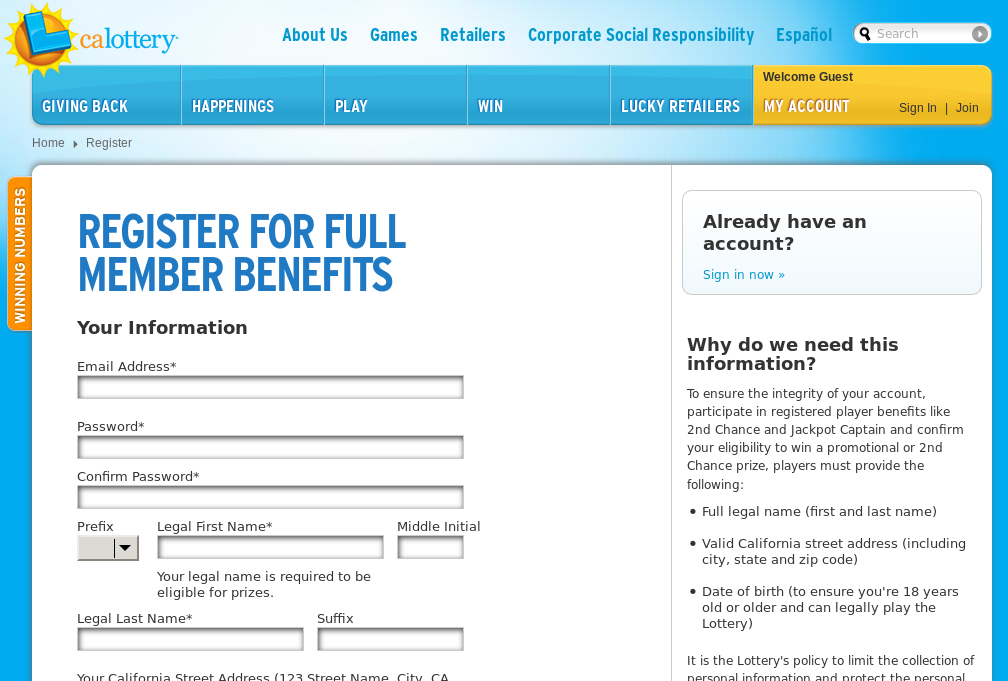 calottery
About Us Games Retailers Corporate Social Responsibility Español Search
Welcome Guest
GIVING BACK HAPPENINGS PLAY WIN LUCKY RETAILERS MY ACCOUNT Sign In | Join
Home Register
WINNING NUMBERS
REGISTER FOR FULL
MEMBER BENEFITS
Your Information
Email Address*
Password*
Confirm Password*
Prefix Legal First Name* Middle Initial
Your legal name is required to be
eligible for prizes.
Legal Last Name* Suffix
Your California Street Address (123 Street Name, City, CA
Already have an
account?
Sign in now »
Why do we need this
information?
To ensure the integrity of your account,
participate in registered player benefits like
2nd Chance and Jackpot Captain and confirm
your eligibility to win a promotional or 2nd
Chance prize, players must provide the
following:
• Full legal name (first and last name)
• Valid California street address (including
city, state and zip code)
• Date of birth (to ensure you're 18 years
old or older and can legally play the
Lottery)
It is the Lottery's policy to limit the collection of
personal information and protect the personal